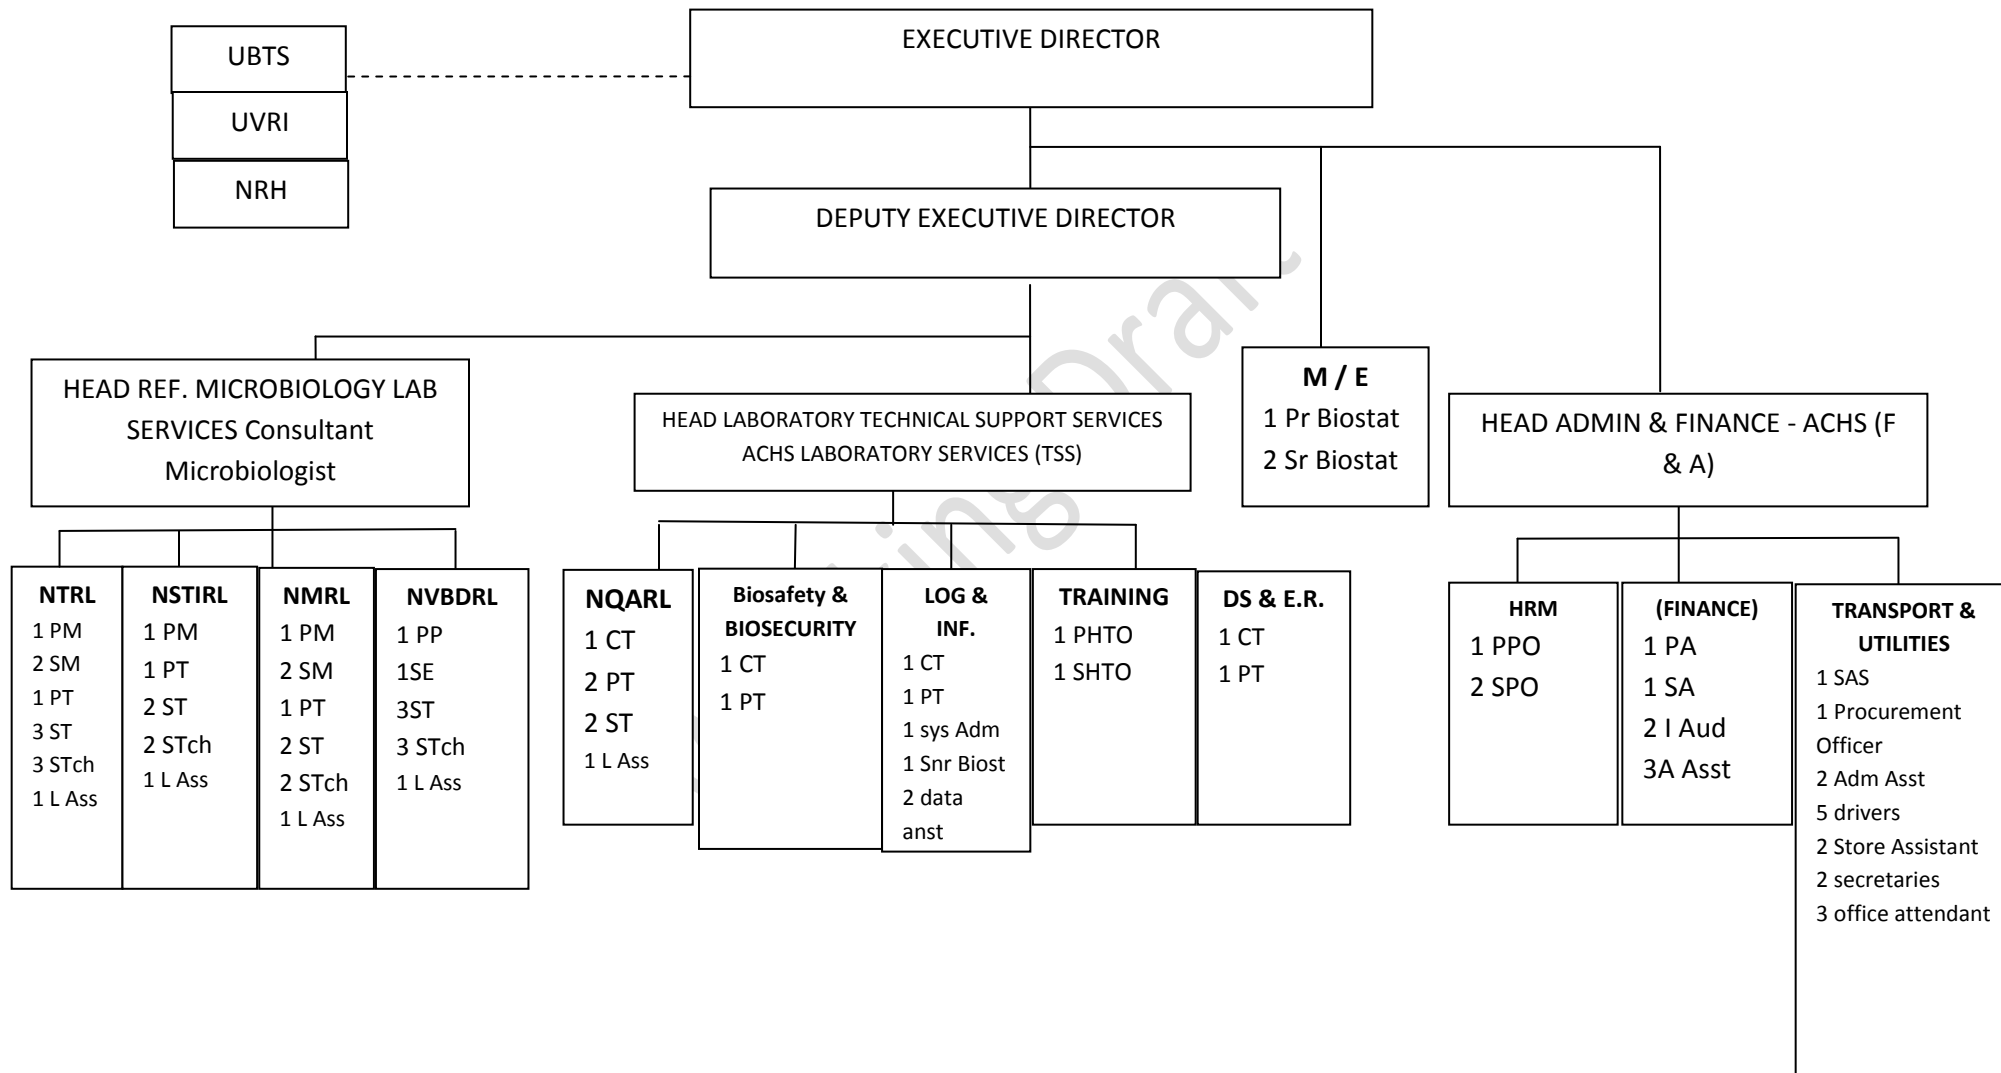 UBTS
UVRI
NRH
EXECUTIVE DIRECTOR
DEPUTY EXECUTIVE DIRECTOR
HEAD REF. MICROBIOLOGY LAB
SERVICES Consultant
Microbiologist
HEAD LABORATORY TECHNICAL SUPPORT SERVICES
ACHS LABORATORY SERVICES (TSS)
M / E
1 Pr Biostat
2 Sr Biostat
HEAD ADMIN & FINANCE - ACHS (F
& A)
NTRL
1 PM
2 SM
1 PT
3 ST
3 STch
1 L Ass
NSTIRL
1 PM
1 PT
2 ST
2 STch
1 L Ass
NMRL
1 PM
2 SM
1 PT
2 ST
2 STch
1 L Ass
NVBDRL
1 PP
1SE
3ST
3 STch
1 L Ass
NQARL
1 CT
2 PT
2 ST
1 L Ass
Biosafety &
BIOSECURITY
1 CT
1 PT
LOG &
INF.
1 CT
1 PT
1 sys Adm
1 Snr Biost
2 data
anst
TRAINING
1 PHTO
1 SHTO
DS & E.R.
1 CT
1 PT
HRM
1 PPO
2 SPO
(FINANCE)
1 PA
1 SA
2 I Aud
3A Asst
TRANSPORT &
UTILITIES
1 SAS
1 Procurement
Officer
2 Adm Asst
5 drivers
2 Store Assistant
2 secretaries
3 office attendant